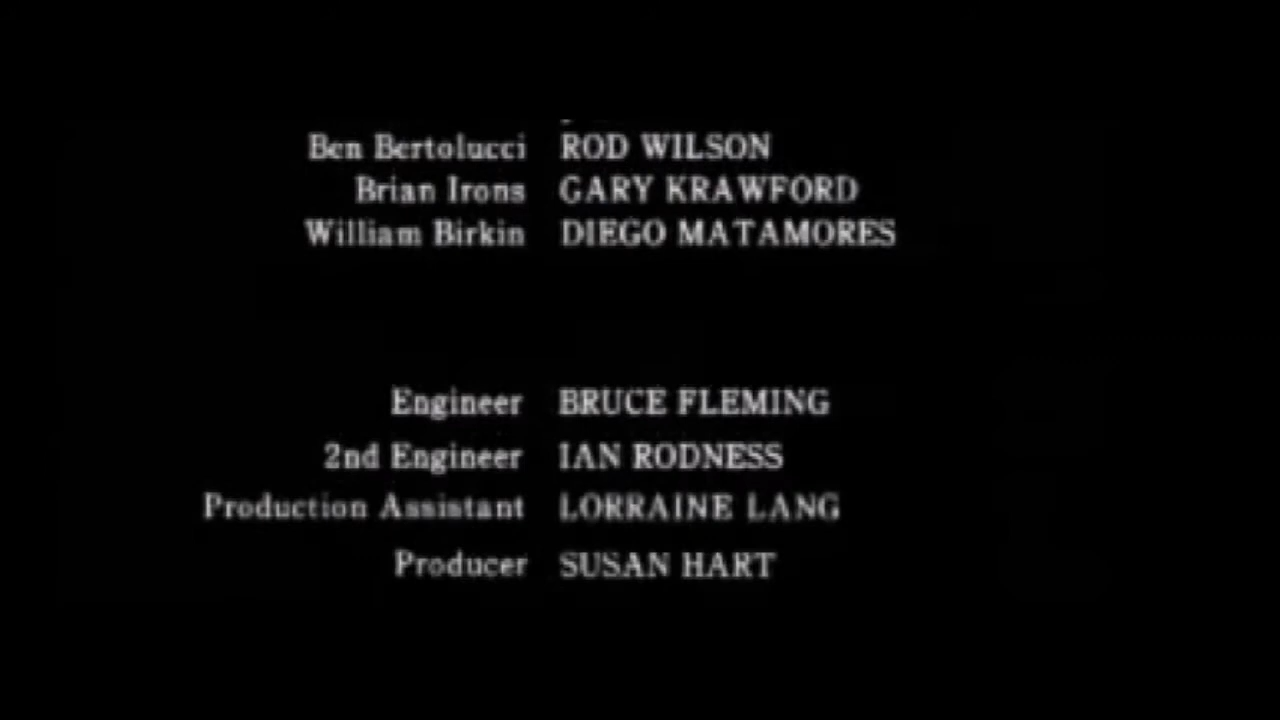 Ben Bertolucci ROD WILSON
Brian Irons GARY KRAWFORD
William Birkin DIEGO MATAMORES
Engineer BRUCE FLEMING
2nd Engineer IAN RODNESS
Production Assistant LORRAINE LANG
Producer SUSAN HART